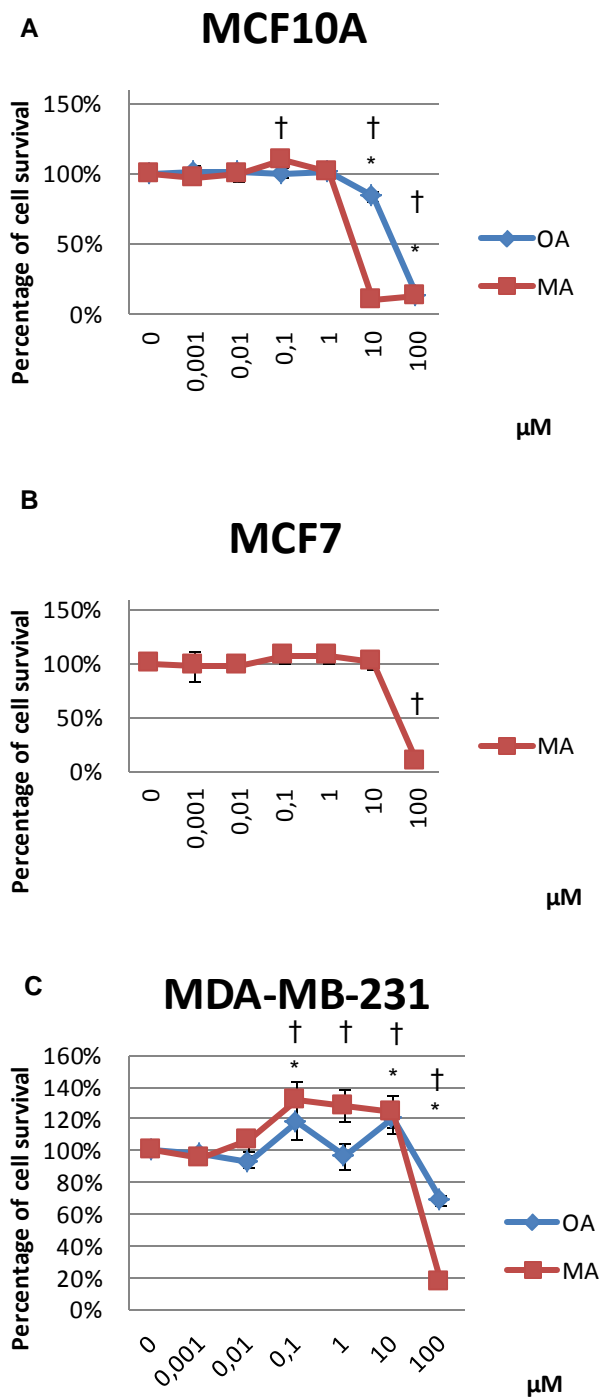 A
MCF10A
Percentage of cell survival
150%
100%
50%
0%
† †
* †
*
0 0,001 0,01 0,1 1 10 100
µM
OA
MA
B
MCF7
Percentage of cell survival
150%
100%
50%
0%
†
0 0,001 0,01 0,1 1 10 100
µM
MA
C
MDA-MB-231
Percentage of cell survival
160%
140%
120%
100%
80%
60%
40%
20%
0%
† † †
* * †
*
0 0,001 0,01 0,1 1 10 100
µM
OA
MA